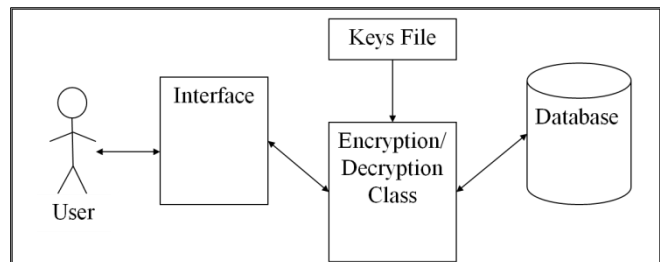 Keys File
Interface
Encryption/
Decryption
Class
Database
User